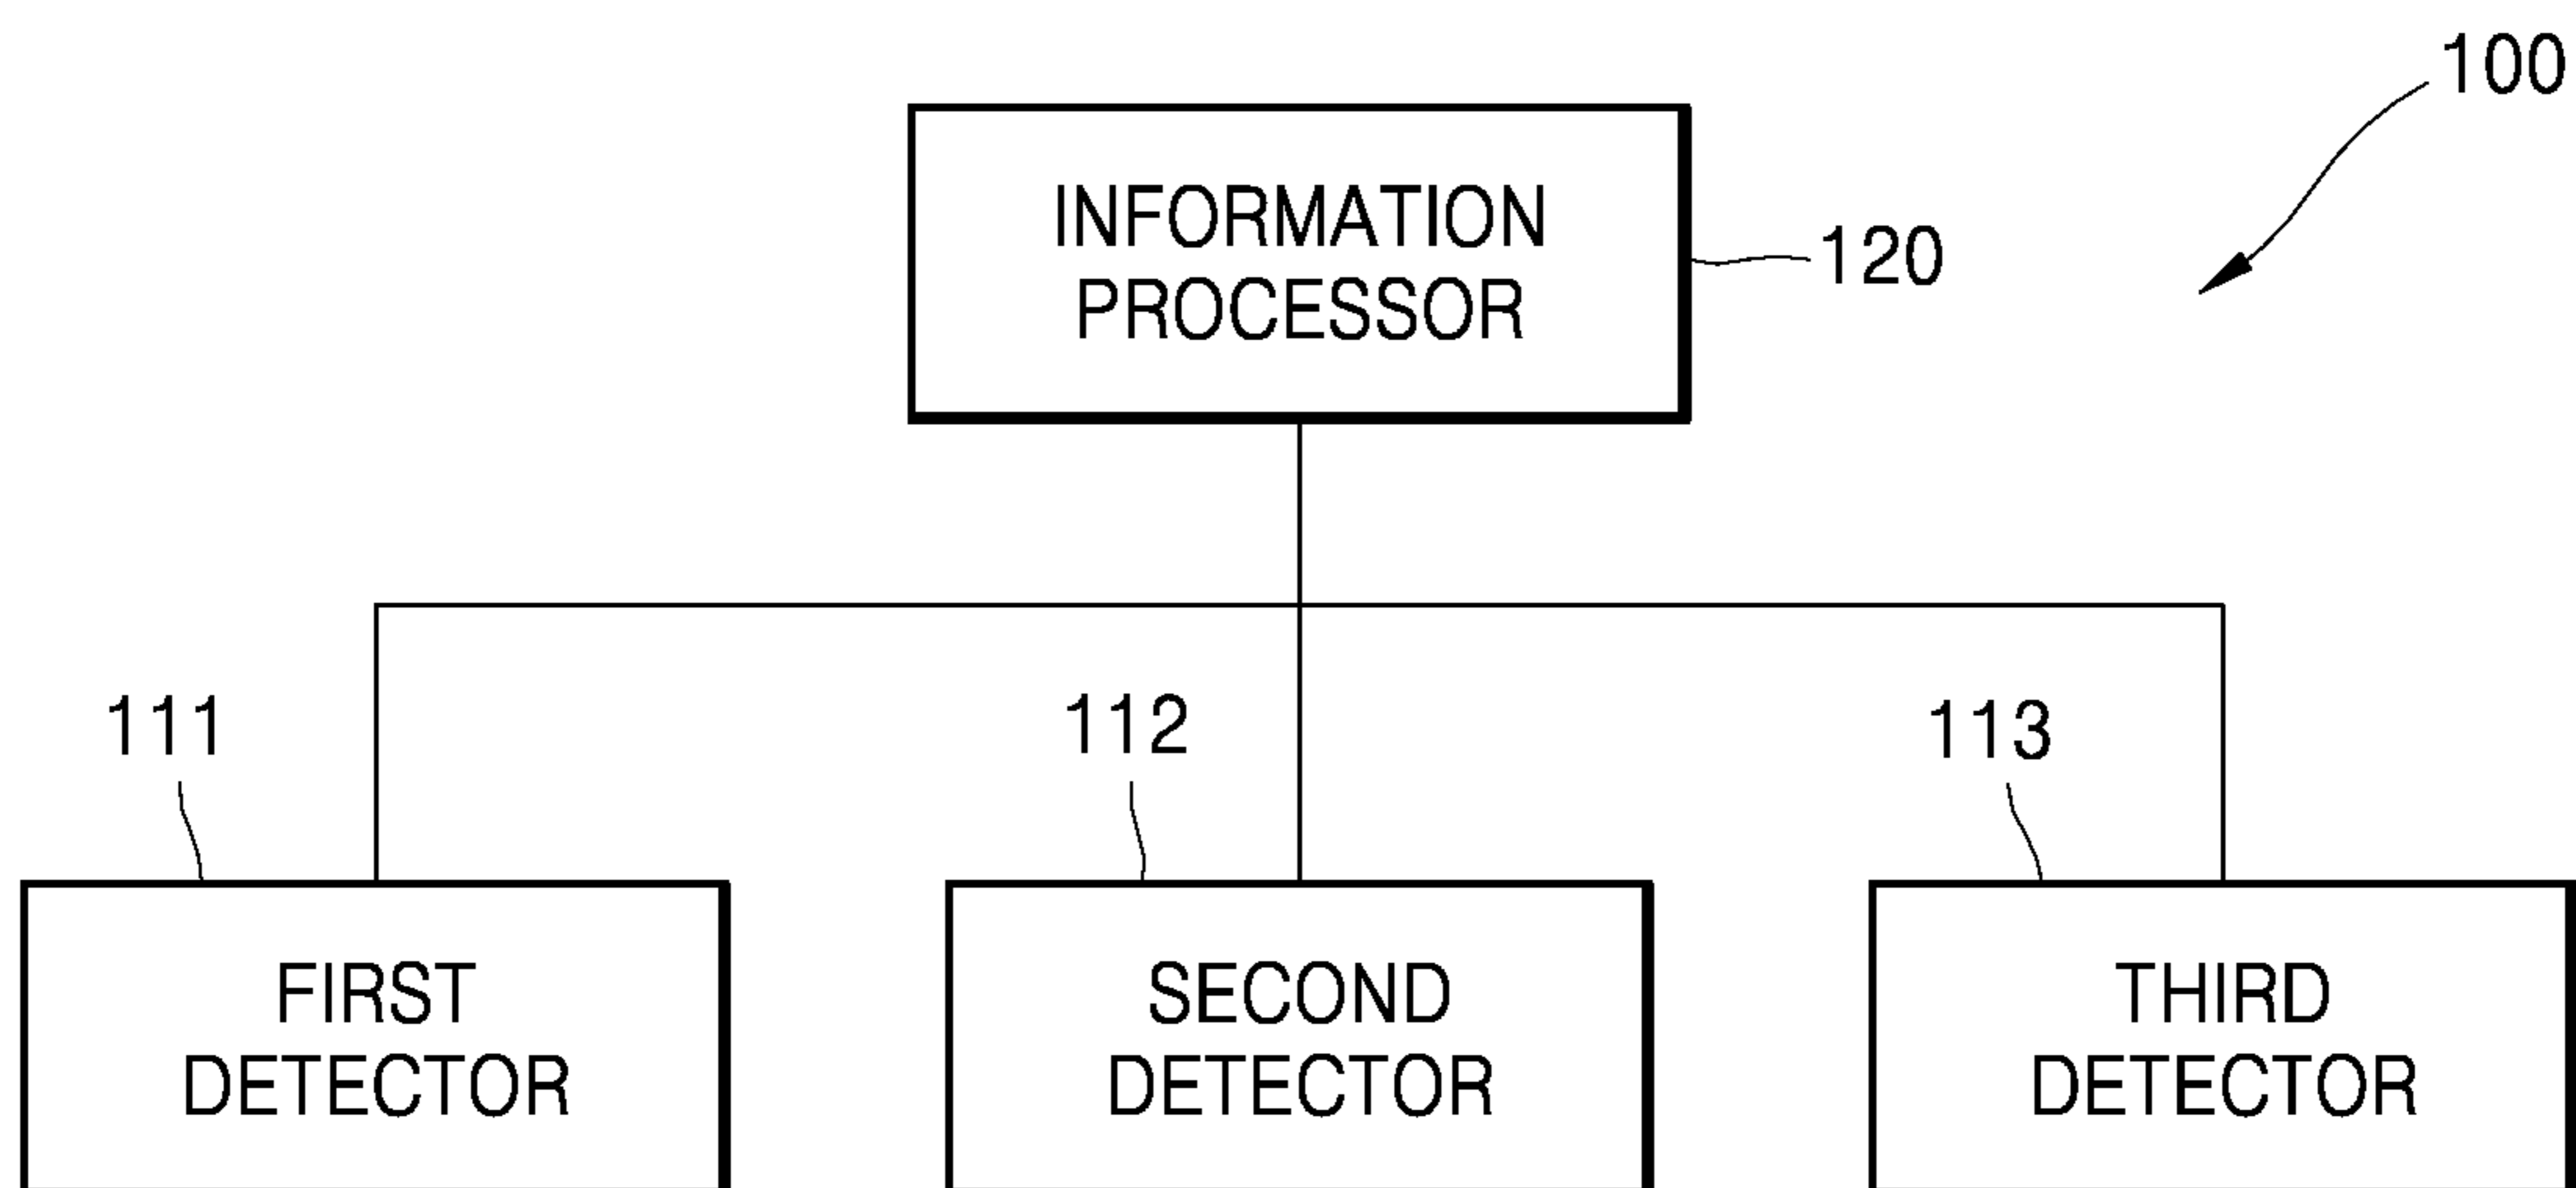 100
INFORMATION
PROCESSOR
120
111
112
113
FIRST
DETECTOR
SECOND
DETECTOR
THIRD
DETECTOR